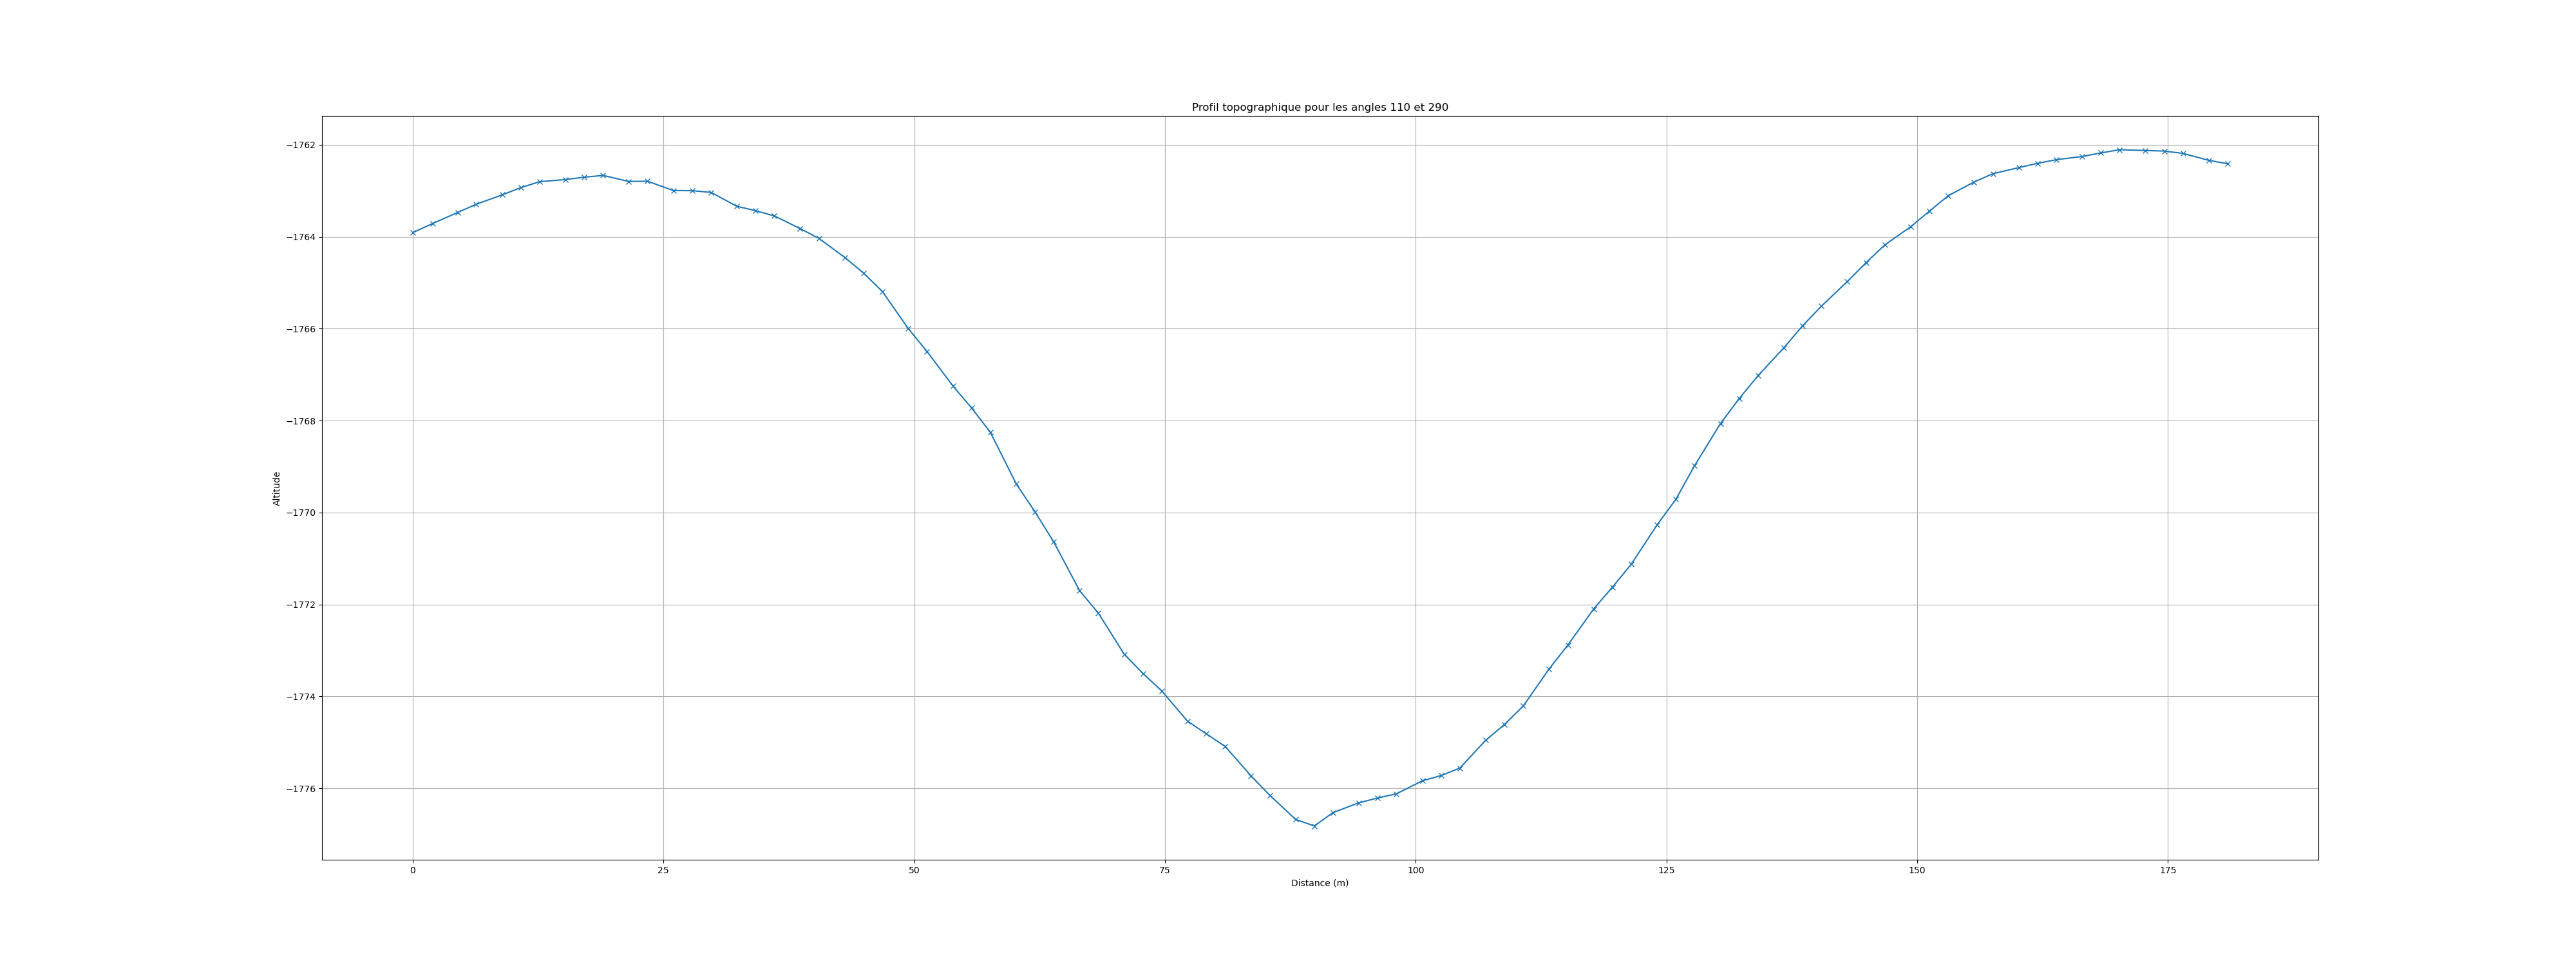 Profil topographique pour les angles 110 et 290
−1762
−1764
−1766
−1768
−1770
−1772
−1774
−1776
Altitude
0 25 50 75 100 125 150 175
Distance (m)